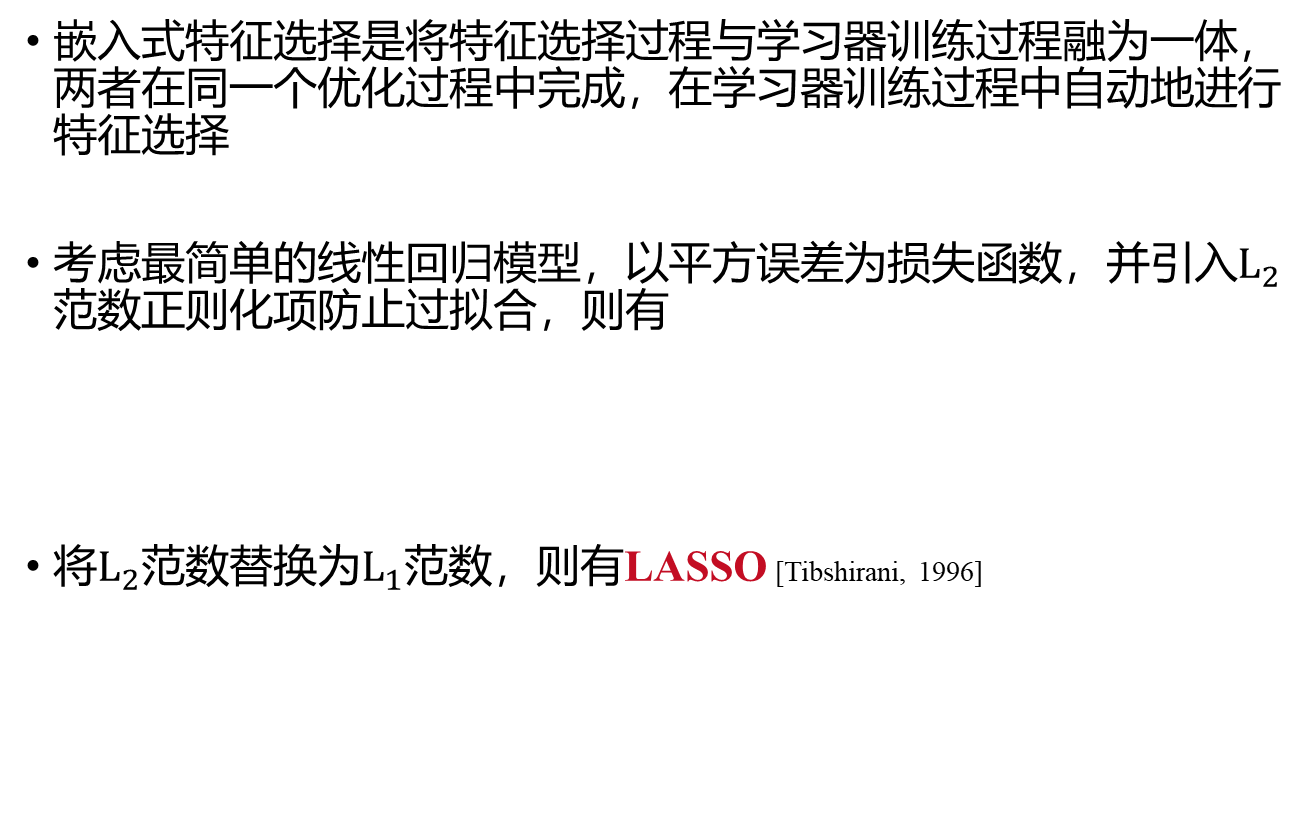 • 嵌入式特征选择是将特征选择过程与学习器训练过程融为一体，
两者在同一个优化过程中完成，在学习器训练过程中自动地进行
特征选择
• 考虑最简单的线性回归模型，以平方误差为损失函数，并引入L₂
范数正则化项防止过拟合，则有
• 将L₂范数替换为L₁范数，则有LASSO [Tibshirani, 1996]